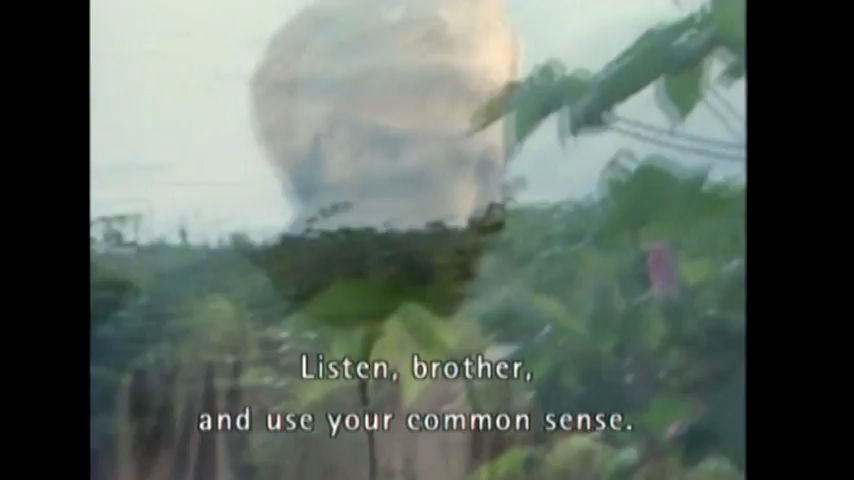 Listen, brother,
and use your common sense.